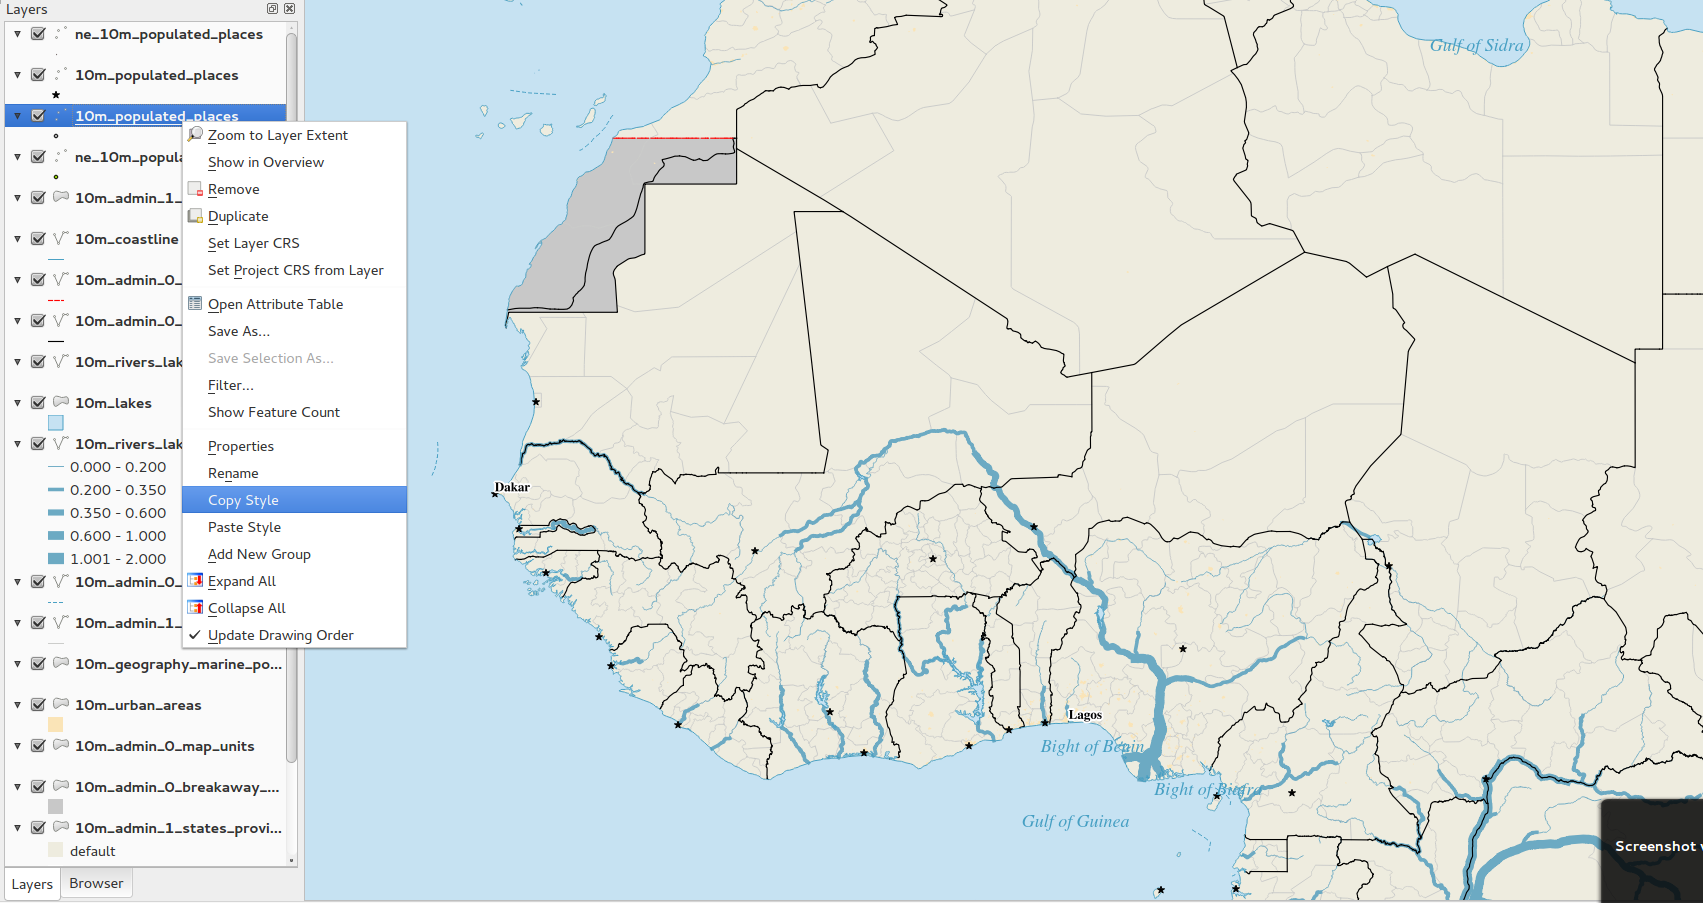 Layers
ne_10m_populated_places
10m_populated_places
10m_populated_places
ne_10m_popula
10m_admin_1_
10m_coastline
10m_admin_0_
10m_admin_0_
10m_rivers_lak
10m_lakes
10m_rivers_lak
0.000 - 0.200
0.200 - 0.350
0.350 - 0.600
0.600 - 1.000
1.001 - 2.000
10m_admin_0_
10m_admin_1_
10m_geography_marine_po...
10m_urban_areas
10m_admin_0_map_units
10m_admin_0_breakaway_...
10m_admin_1_states_provi...
default
Layers
Browser
Zoom to Layer Extent
Show in Overview
Remove
Duplicate
Set Layer CRS
Set Project CRS from Layer
Open Attribute Table
Save As...
Save Selection As...
Filter...
Show Feature Count
Properties
Rename
Copy Style
Paste Style
Add New Group
Expand All
Collapse All
Update Drawing Order
Gulf of Sidra
Dakar
Lagos
Bight of Benin
Bight of Biafra
Gulf of Guinea
Screenshot